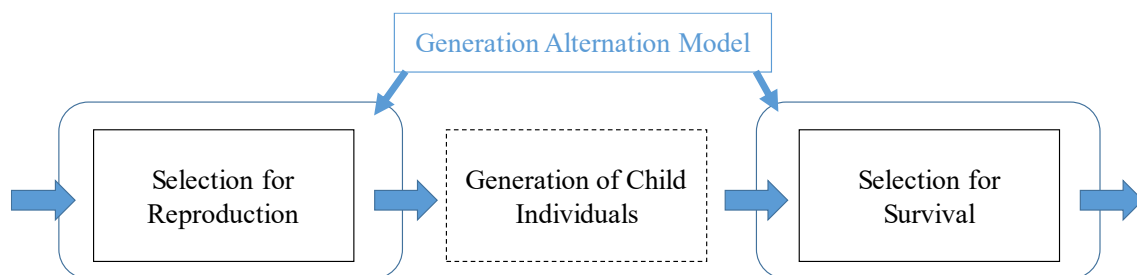 Generation Alternation Model
Selection for
Reproduction
Generation of Child
Individuals
Selection for
Survival